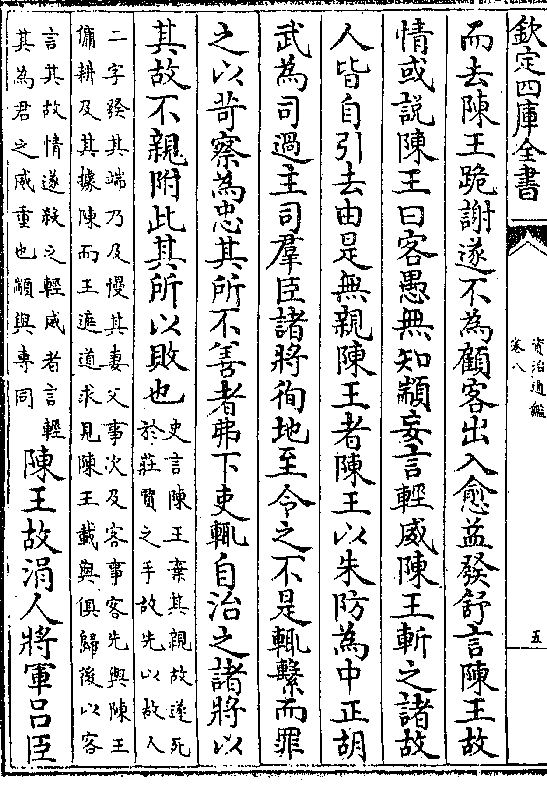 欽定四庫全書
資治通鑑
卷八
五
而去陳王跪謝遂不為顧客出入愈益發舒言陳王故
情或說陳王曰客愚無知顓妄言輕威陳王斬之諸故
人皆自引去由是無親陳王者陳王以朱防為中正胡
武為司過主司羣臣諸將徇地至令之不是輒繫而罪
之以苛察為忠其所不善者弗下吏輒自治之諸將以
其故不親附此其所以敗也
史言陳王棄其親故遂死
於莊賈之手故先以故人
二字發其端乃及慢其妻父事次及客事客先與陳王
傭耕及其據陳而王遮道求見陳王載與俱歸後以客
言其故情遂殺之輕威者言輕
其為君之威重也顓與專同
陳王故涓人將軍吕臣